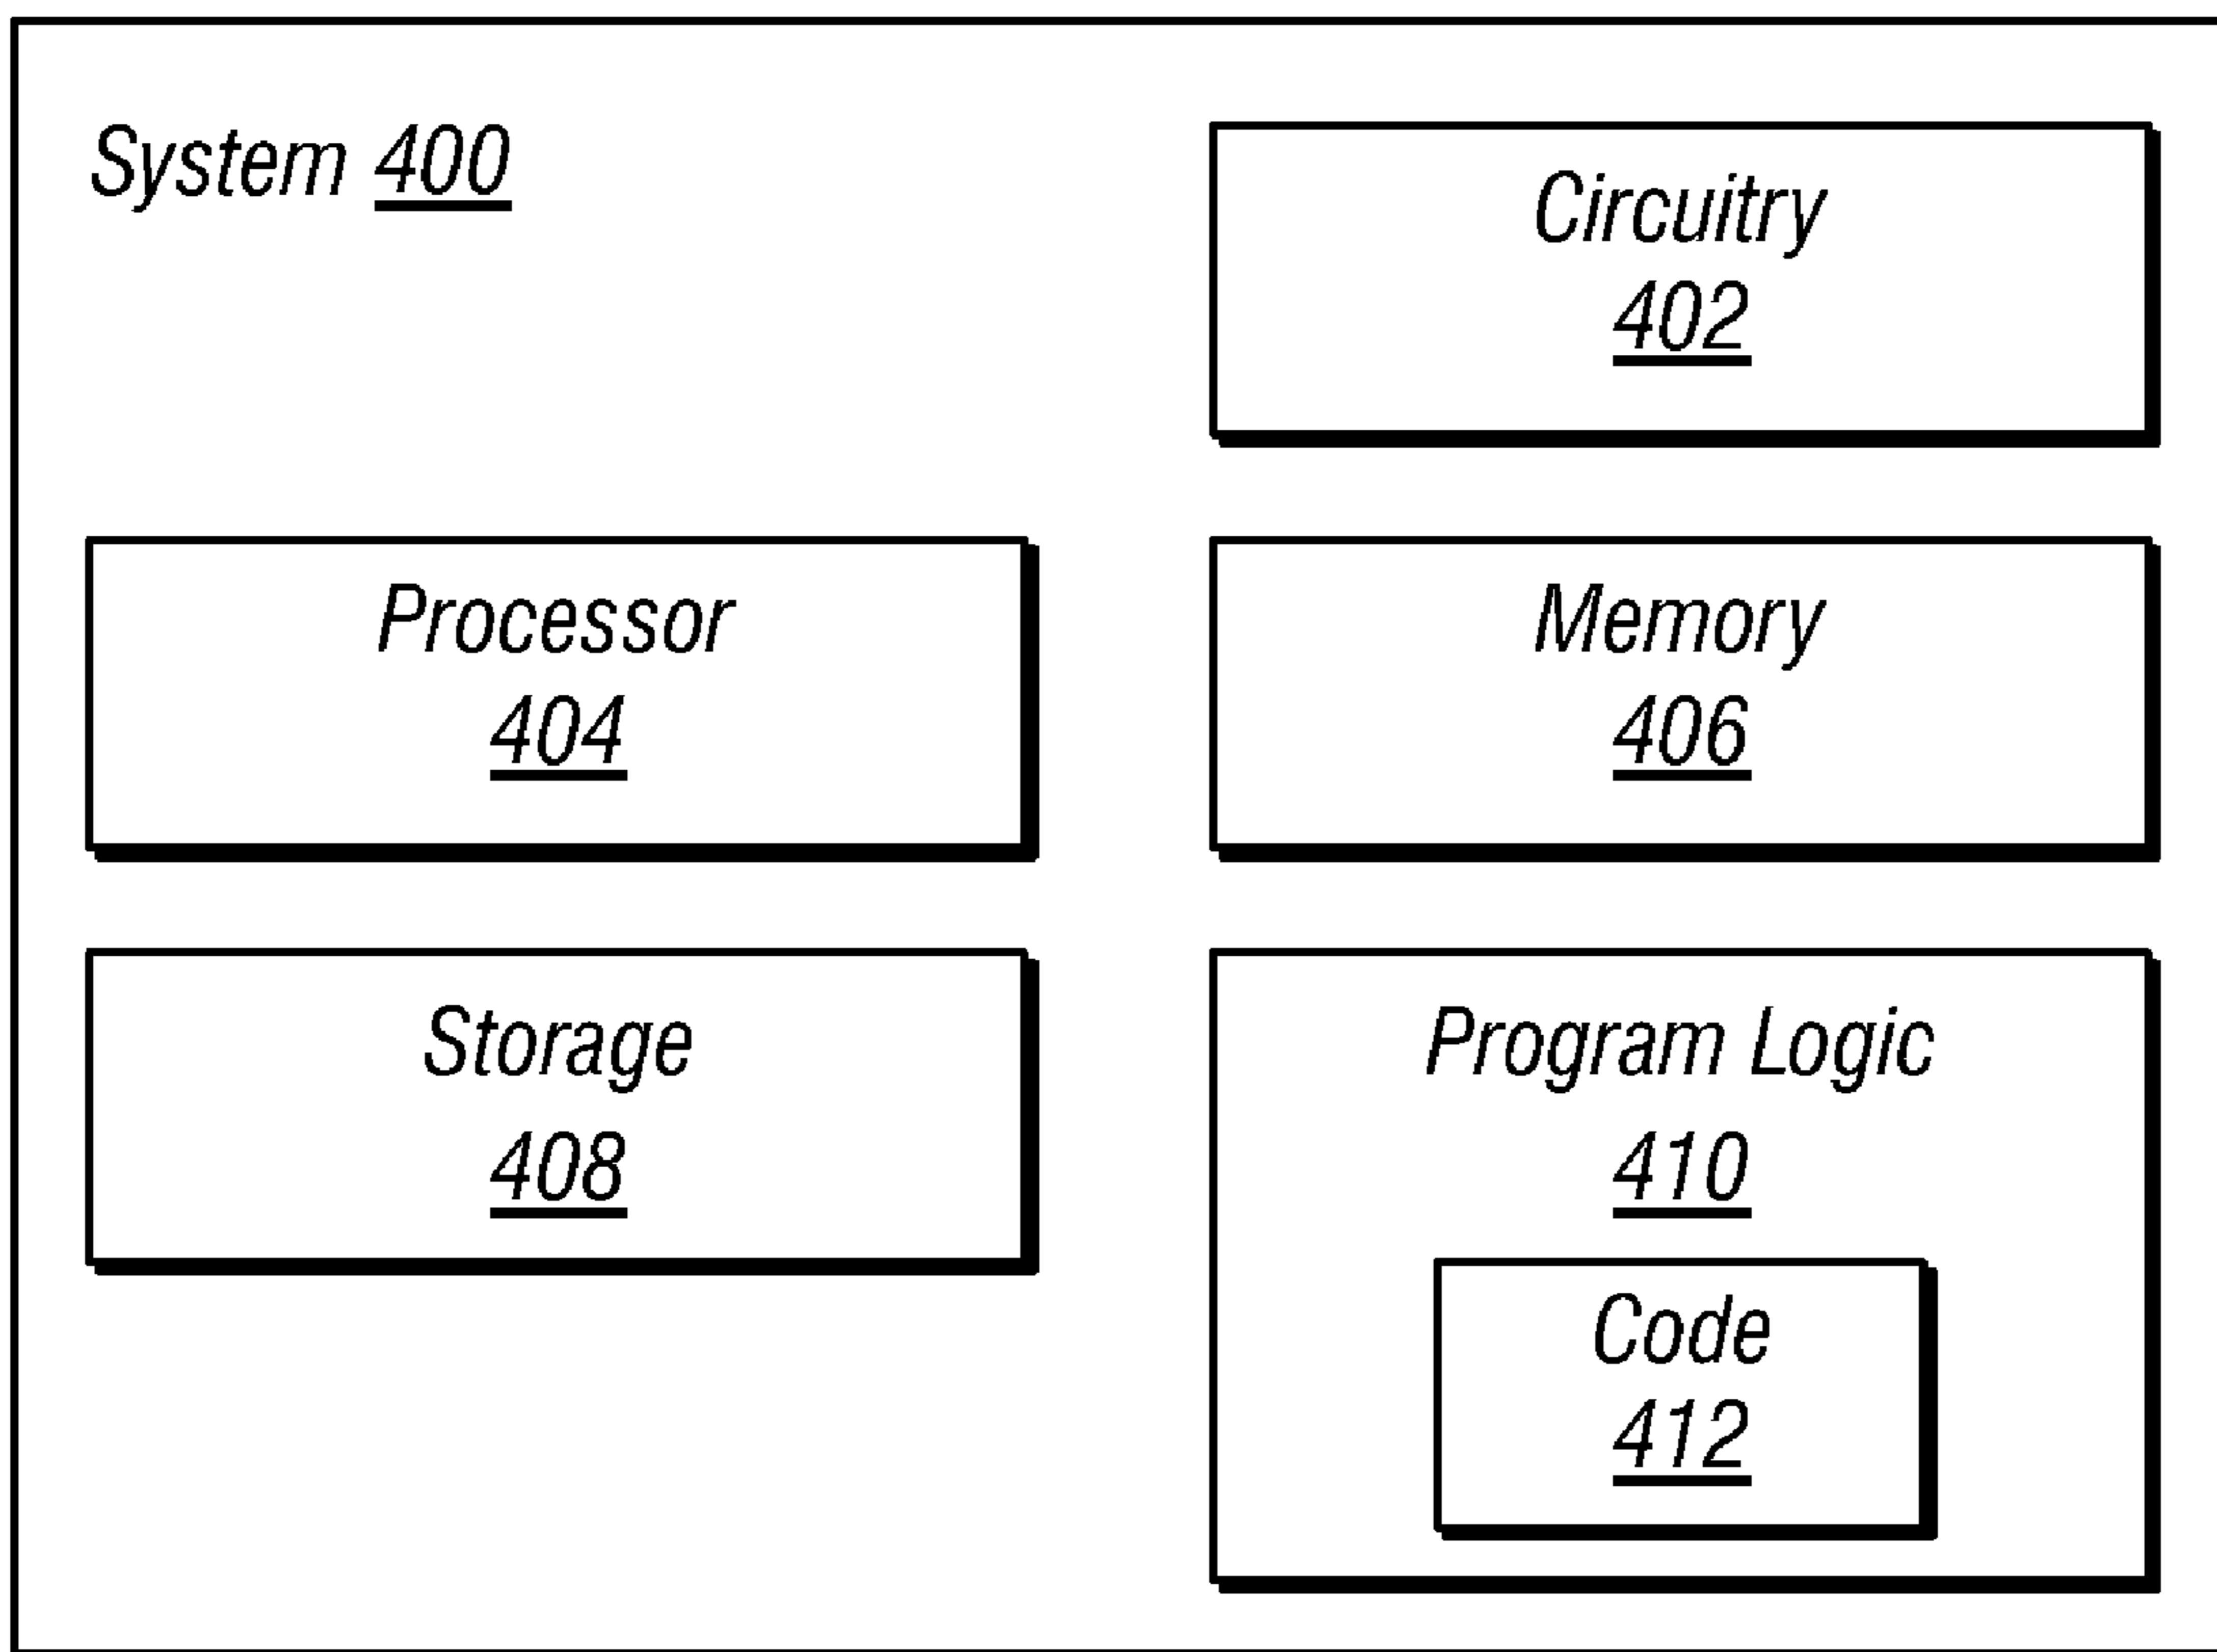 System 400
Circuitry
402
Processor
404
Memory
406
Storage
408
Program Logic
410
Code
412